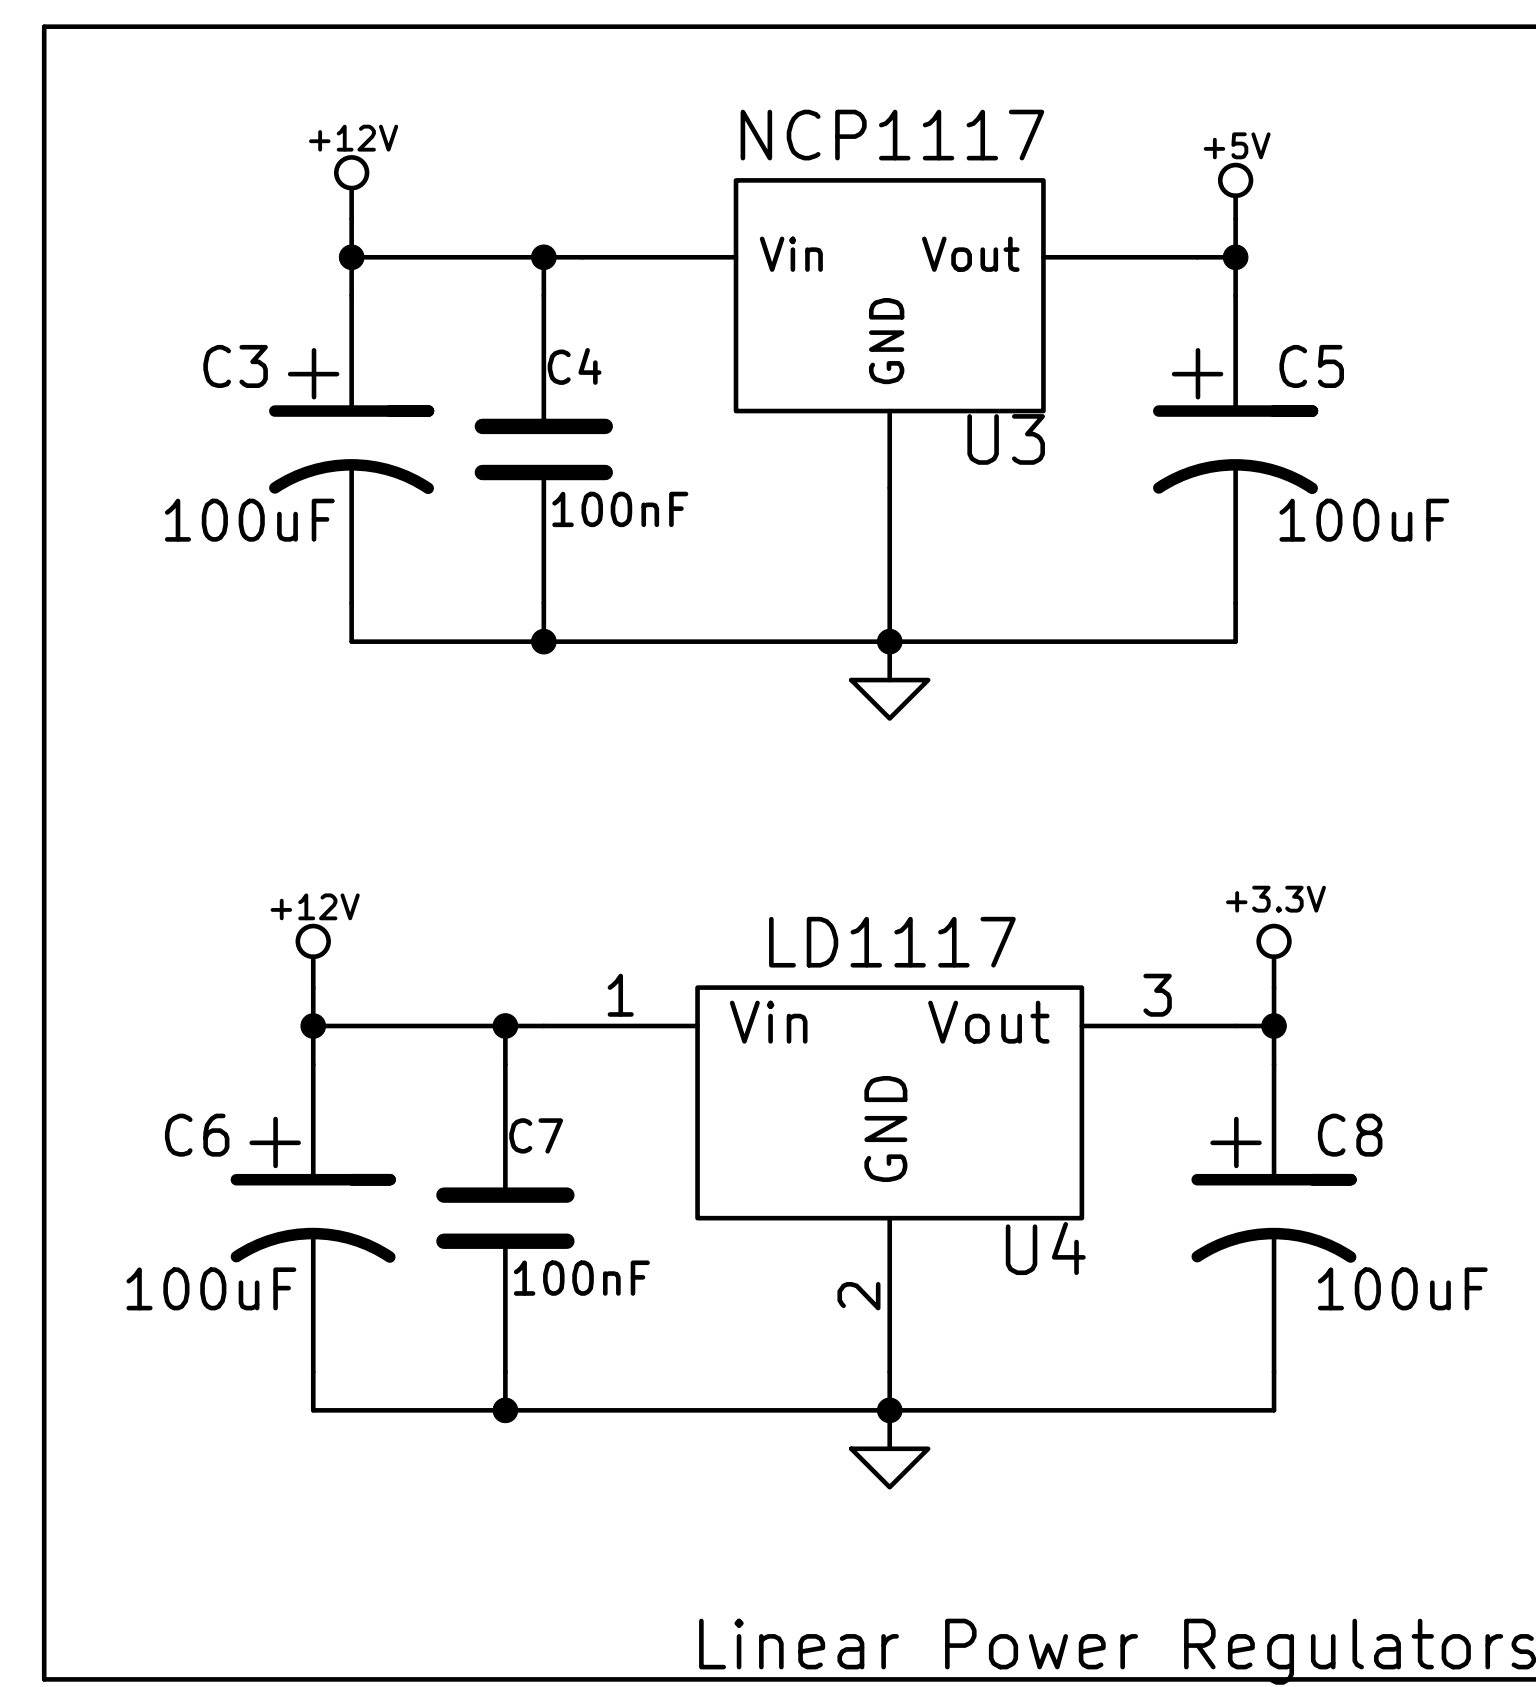 +12V
NCP1117
+5V
Vin
Vout
GND
C3
C4
C5
U3
100uF
100nF
100uF
+12V
LD1117
+3.3V
1
3
Vin
Vout
GND
C6
C7
C8
U4
2
100uF
100nF
100uF
Linear Power Regulators